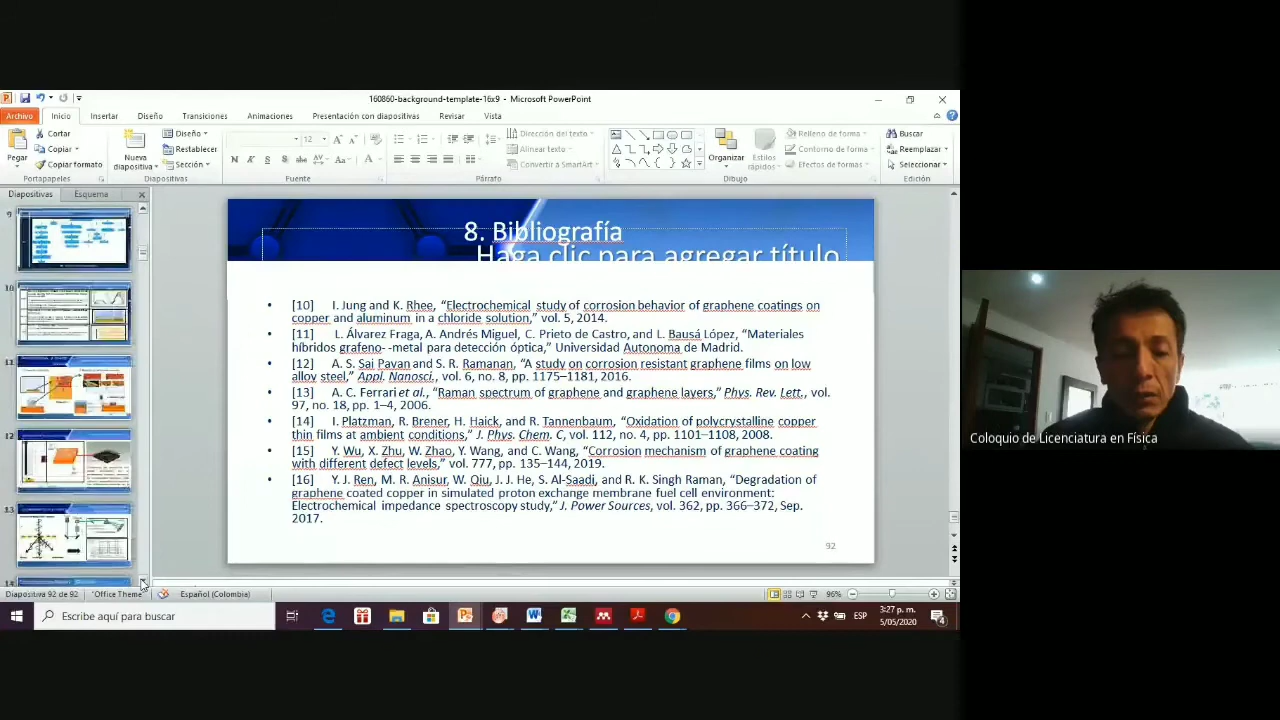 160860-background-template-16x9 - Microsoft PowerPoint
Archivo Inicio Insertar Diseño Transiciones Animaciones Presentación con diapositivas Revisar Vista
Pegar
Cortar
Copiar
Copiar formato
Portapapeles
Nueva diapositiva
Diseño
Restablecer
Sección
Diapositivas
12
N K S S abc AV Aa A
Fuente
Párrafo
Dirección del texto
Alinear texto
Convertir a SmartArt
Organizar
Estilos rápidos
Relleno de forma
Contorno de forma
Efectos de formas
Dibujo
Buscar
Reemplazar
Seleccionar
Edición
Diapositivas Esquema
9
10
11
12
13
14
8. Bibliografía
Haga clic para agregar título
• [10] I. Jung and K. Rhee, “Electrochemical study of corrosion behavior of graphene coatings on
copper and aluminum in a chloride solution,” vol. 5, 2014.
• [11] L. Álvarez Fraga, A. Andrés Miguel, C. Prieto de Castro, and L. Bausá López, “Materiales
híbridos grafeno- -metal para detección óptica,” Universidad Autonoma de Madrid.
• [12] A. S. Sai Pavan and S. R. Ramanan, “A study on corrosion resistant graphene films on low
alloy steel,” Appl. Nanosci., vol. 6, no. 8, pp. 1175–1181, 2016.
• [13] A. C. Ferrari et al., “Raman spectrum of graphene and graphene layers,” Phys. Rev. Lett., vol.
97, no. 18, pp. 1–4, 2006.
• [14] I. Platzman, R. Brener, H. Haick, and R. Tannenbaum, “Oxidation of polycrystalline copper
thin films at ambient conditions,” J. Phys. Chem. C, vol. 112, no. 4, pp. 1101–1108, 2008.
• [15] Y. Wu, X. Zhu, W. Zhao, Y. Wang, and C. Wang, “Corrosion mechanism of graphene coating
with different defect levels,” vol. 777, pp. 135–144, 2019.
• [16] Y. J. Ren, M. R. Anisur, W. Qiu, J. J. He, S. Al-Saadi, and R. K. Singh Raman, “Degradation of
graphene coated copper in simulated proton exchange membrane fuel cell environment:
Electrochemical impedance spectroscopy study,” J. Power Sources, vol. 362, pp. 366–372, Sep.
2017.
92
Coloquio de Licenciatura en Física
Diapositiva 92 de 92 "Office Theme" Español (Colombia) 96%
Escribe aquí para buscar
ESP
3:27 p. m.
5/05/2020
4